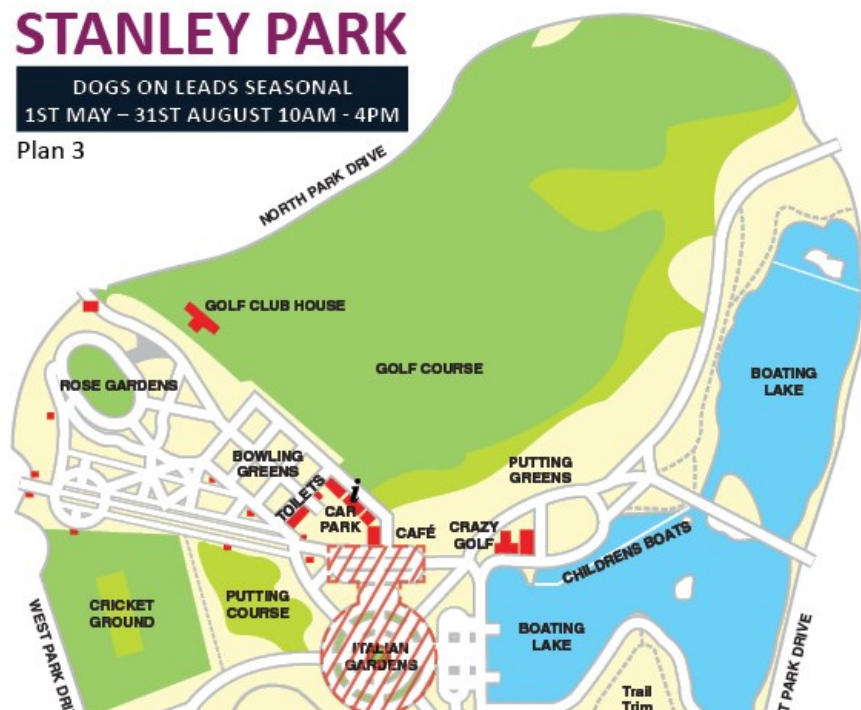 STANLEY PARK
DOGS ON LEADS SEASONAL
1ST MAY – 31ST AUGUST 10AM - 4PM
Plan 3
NORTH PARK DRIVE
GOLF CLUB HOUSE
GOLF COURSE
BOATING
LAKE
ROSE GARDENS
BOWLING
GREENS
PUTTING
GREENS
TOILETS
i
CAR
PARK
CAFÉ
CRAZY
GOLF
CHILDRENS BOATS
CRICKET
GROUND
PUTTING
COURSE
ITALIAN
GARDENS
BOATING
LAKE
WEST PARK DRI
T PARK DRIVE
Trail
Trim